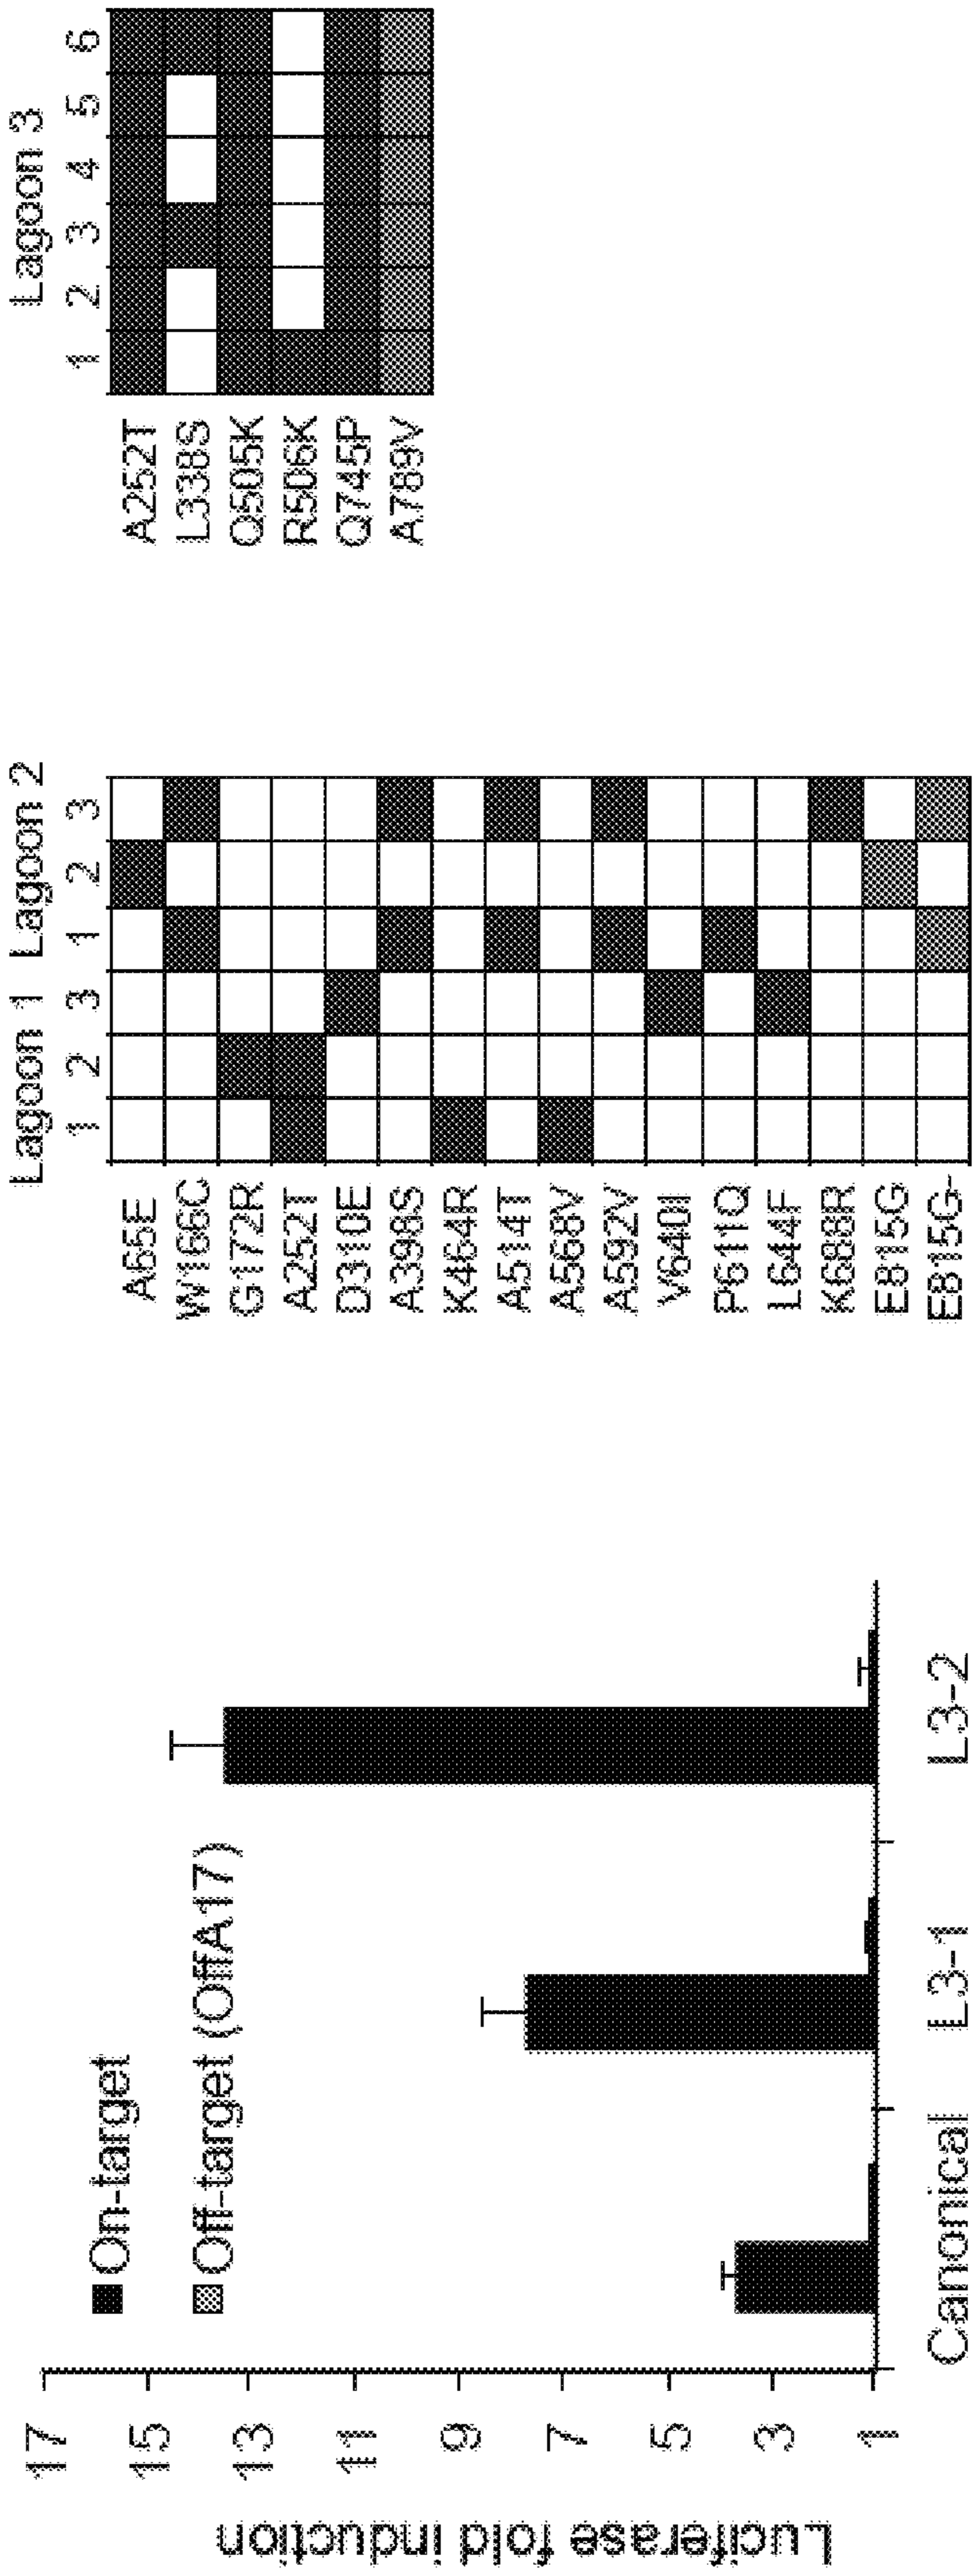 Luciferase fold induction
17
15
13
11
9
7
5
3
1
On-target
Off-target (OffA17)
Canonical
L3-1
L3-2
Lagoon 1
Lagoon 2
1 2 3 1 2 3
A65E
W166C
G172R
A252T
D310E
A398S
K464R
A514T
A568V
A592V
V640I
P611Q
L644F
K688R
E815G
E815G-
Lagoon 3
1 2 3 4 5 6
A252T
L338S
Q505K
R506K
Q745P
A789V